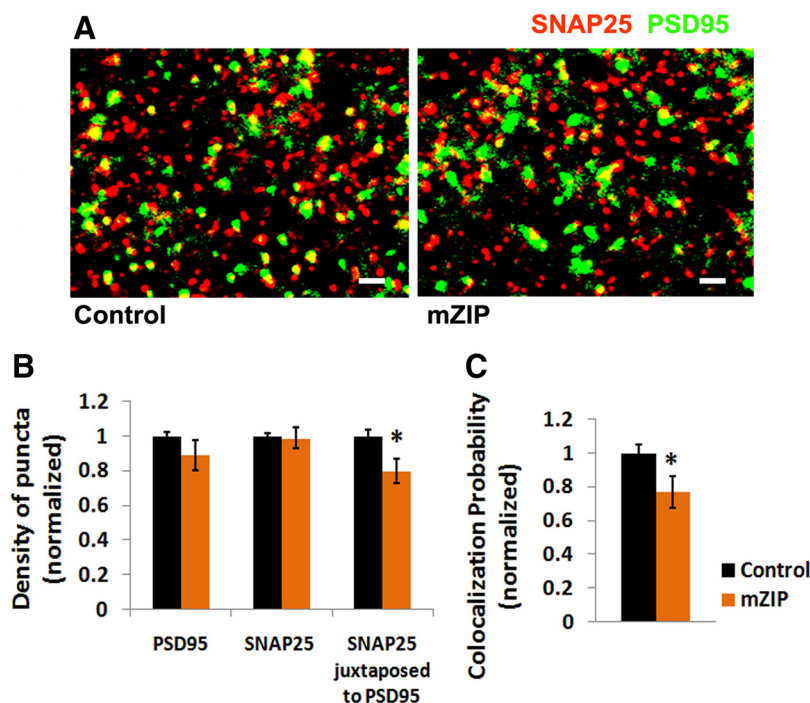 A
SNAP25 PSD95
Control
mZIP
B
Density of puncta
(normalized)
1.2
1
0.8
0.6
0.4
0.2
0
*
PSD95
SNAP25
SNAP25
juxtaposed
to PSD95
C
Colocalization Probability
(normalized)
1.2
1
0.8
0.6
0.4
0.2
0
*
Control
mZIP